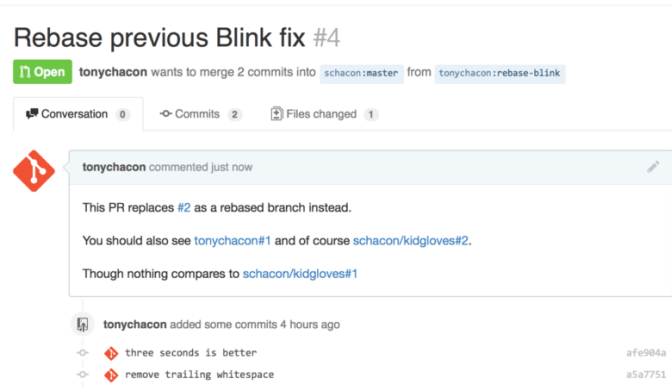 Rebase previous Blink fix #4
Open tonychacon wants to merge 2 commits into schacon:master from tonychacon:rebase-blink
Conversation 0 Commits 2 Files changed 1
tonychacon commented just now
This PR replaces #2 as a rebased branch instead.
You should also see tonychacon#1 and of course schacon/kidgloves#2.
Though nothing compares to schacon/kidgloves#1
tonychacon added some commits 4 hours ago
three seconds is better afe904a
remove trailing whitespace a5a7751